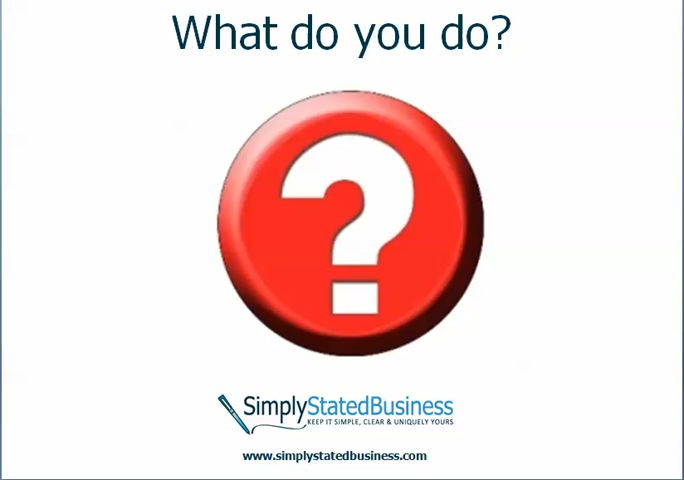 What do you do?
?
SimplyStatedBusiness
KEEP IT SIMPLE, CLEAR & UNIQUELY YOURS
www.simplystatedbusiness.com